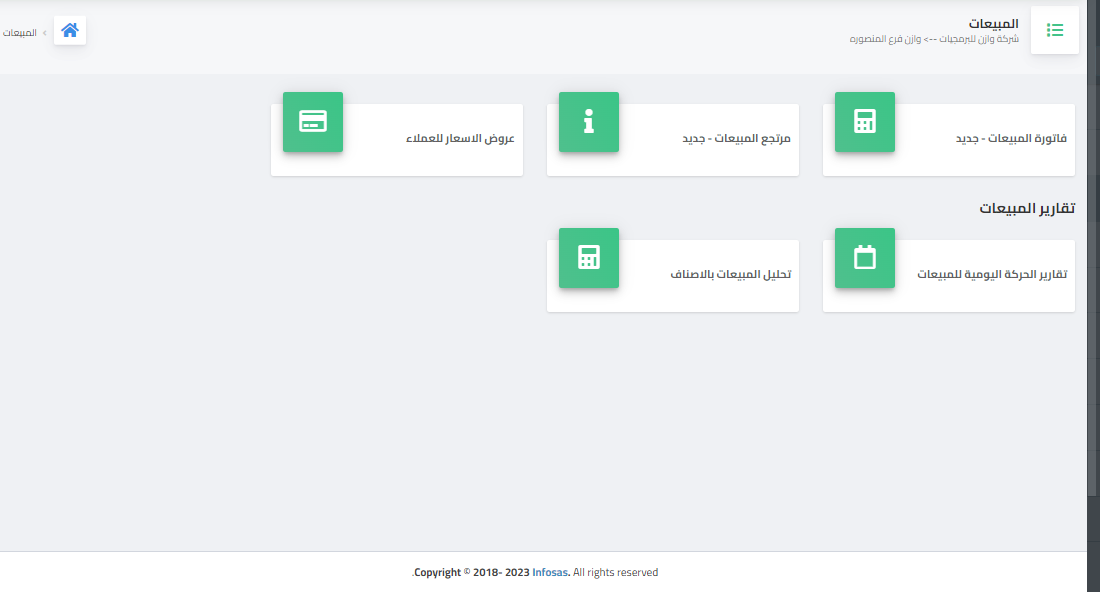 المبيعات
شركة وازن للبرمجيات --> وازن فرع المنصوره
المبيعات
فاتورة المبيعات - جديد
مرتجع المبيعات - جديد
عروض الاسعار للعملاء
تقارير المبيعات
تقارير الحركة اليومية للمبيعات
تحليل المبيعات بالاصناف
.Copyright © 2018- 2023 Infosas. All rights reserved